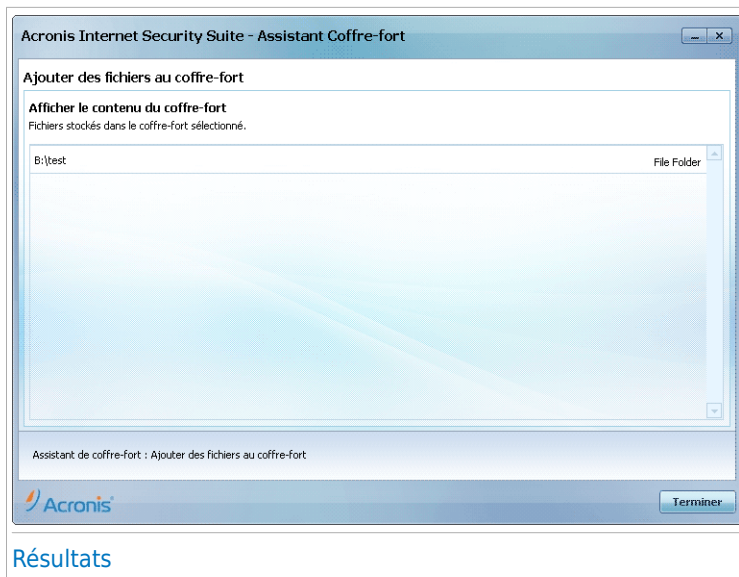 Acronis Internet Security Suite - Assistant Coffre-fort
Ajouter des fichiers au coffre-fort
Afficher le contenu du coffre-fort
Fichiers stockés dans le coffre-fort sélectionné.
B:\test File Folder
Assistant de coffre-fort : Ajouter des fichiers au coffre-fort
Acronis
Terminer
Résultats